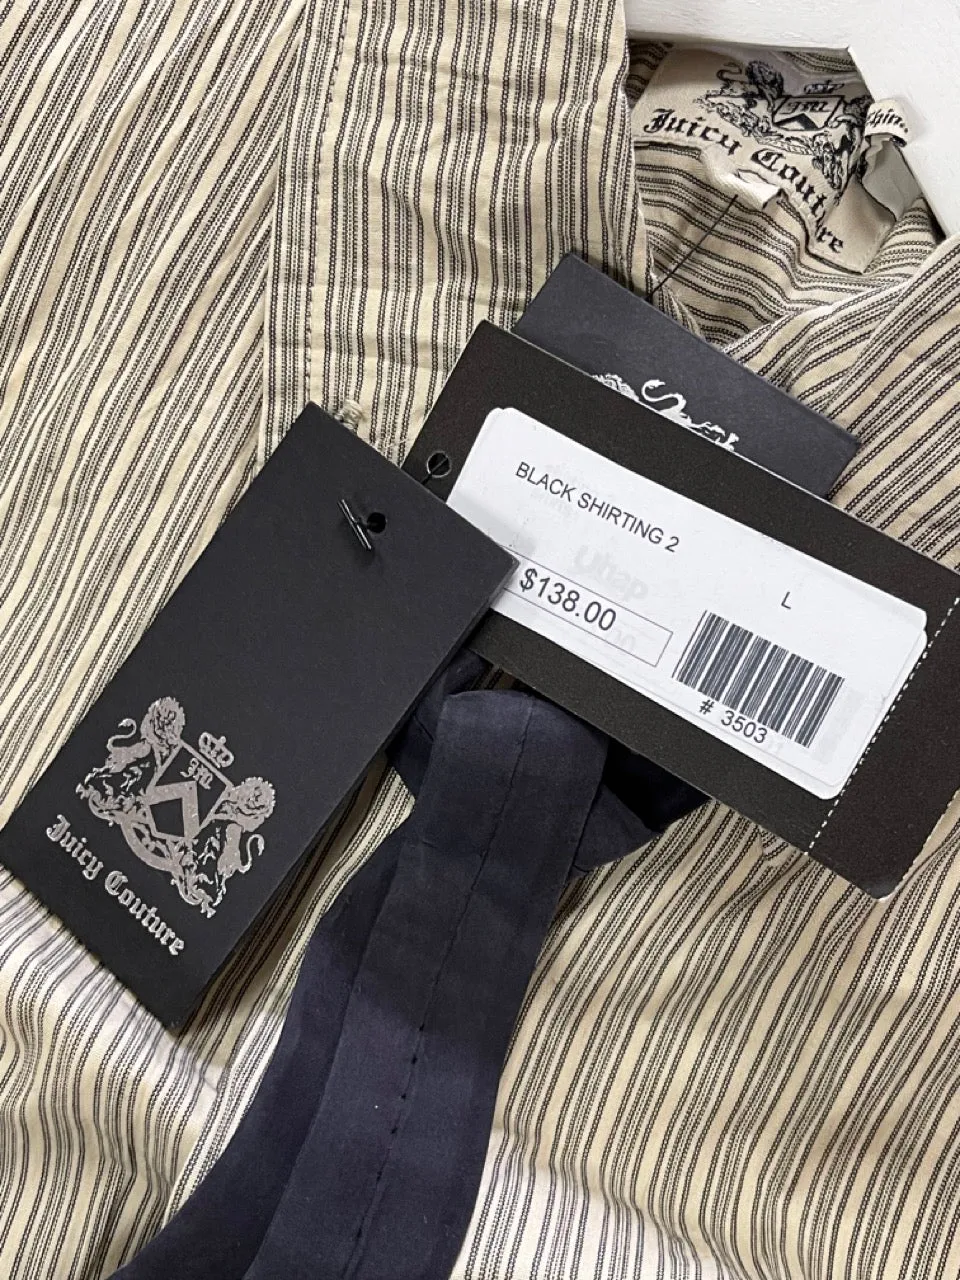 Juicy Couture
BLACK SHIRTING 2
L
$138.00
# 3503
Juicy Couture